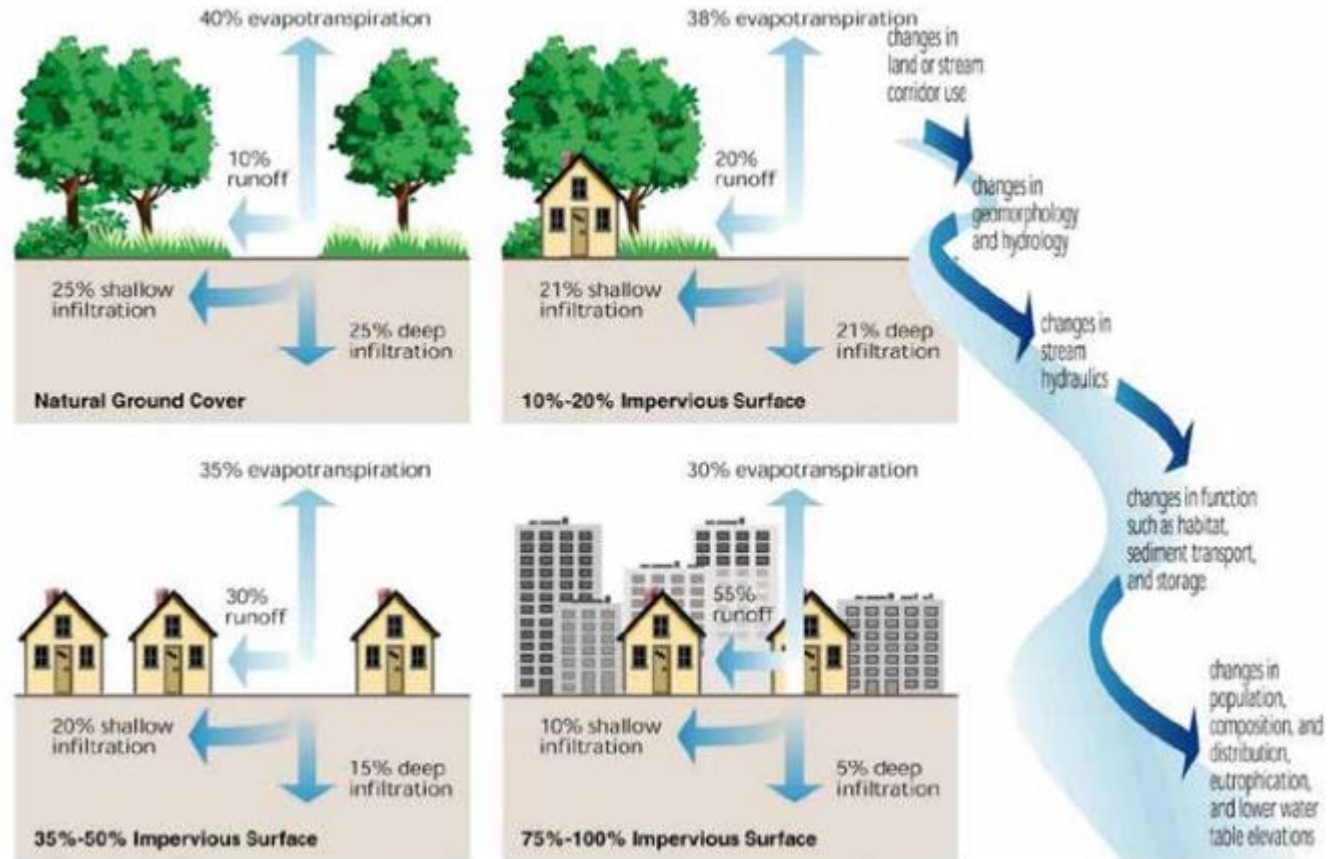 40% evapotranspiration
10%
runoff
25% shallow
infiltration
25% deep
infiltration
Natural Ground Cover
38% evapotranspiration
20%
runoff
21% shallow
infiltration
21% deep
infiltration
10%-20% Impervious Surface
35% evapotranspiration
30%
runoff
20% shallow
infiltration
15% deep
infiltration
35%-50% Impervious Surface
30% evapotranspiration
55%
runoff
10% shallow
infiltration
5% deep
infiltration
75%-100% Impervious Surface
changes in
land or stream
corridor use
changes in
geomorphology
and hydrology
changes in
stream
hydraulics
changes in function
such as habitat,
sediment transport,
and storage
changes in
population,
composition, and
distribution,
eutrophication,
and lower water
table elevations